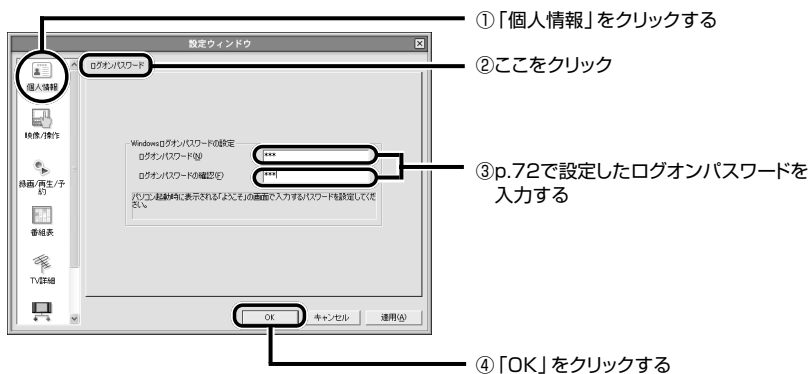 ①「個人情報」をクリックする
設定ウィンドウ
個人情報
ログオンパスワード
②ここをクリック
映像/操作
Windowsログオンパスワードの設定
ログオンパスワード(N)
***
録画/再生/予
約
ログオンパスワードの確認(F)
***
③p.72で設定したログオンパスワードを
入力する
パソコン起動時に表示される「ようこそ」の画面で入力するパスワードを設定してくだ
さい。
番組表
TV詳細
OK
キャンセル
適用(A)
④「OK」をクリックする